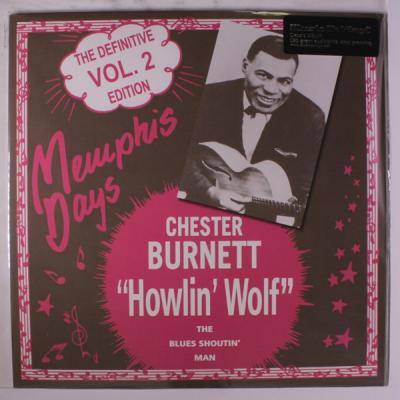 THE DEFINITIVE
VOL. 2
EDITION
Memphis
Days
CHESTER
BURNETT
"Howlin' Wolf"
THE
BLUES SHOUTIN'
MAN